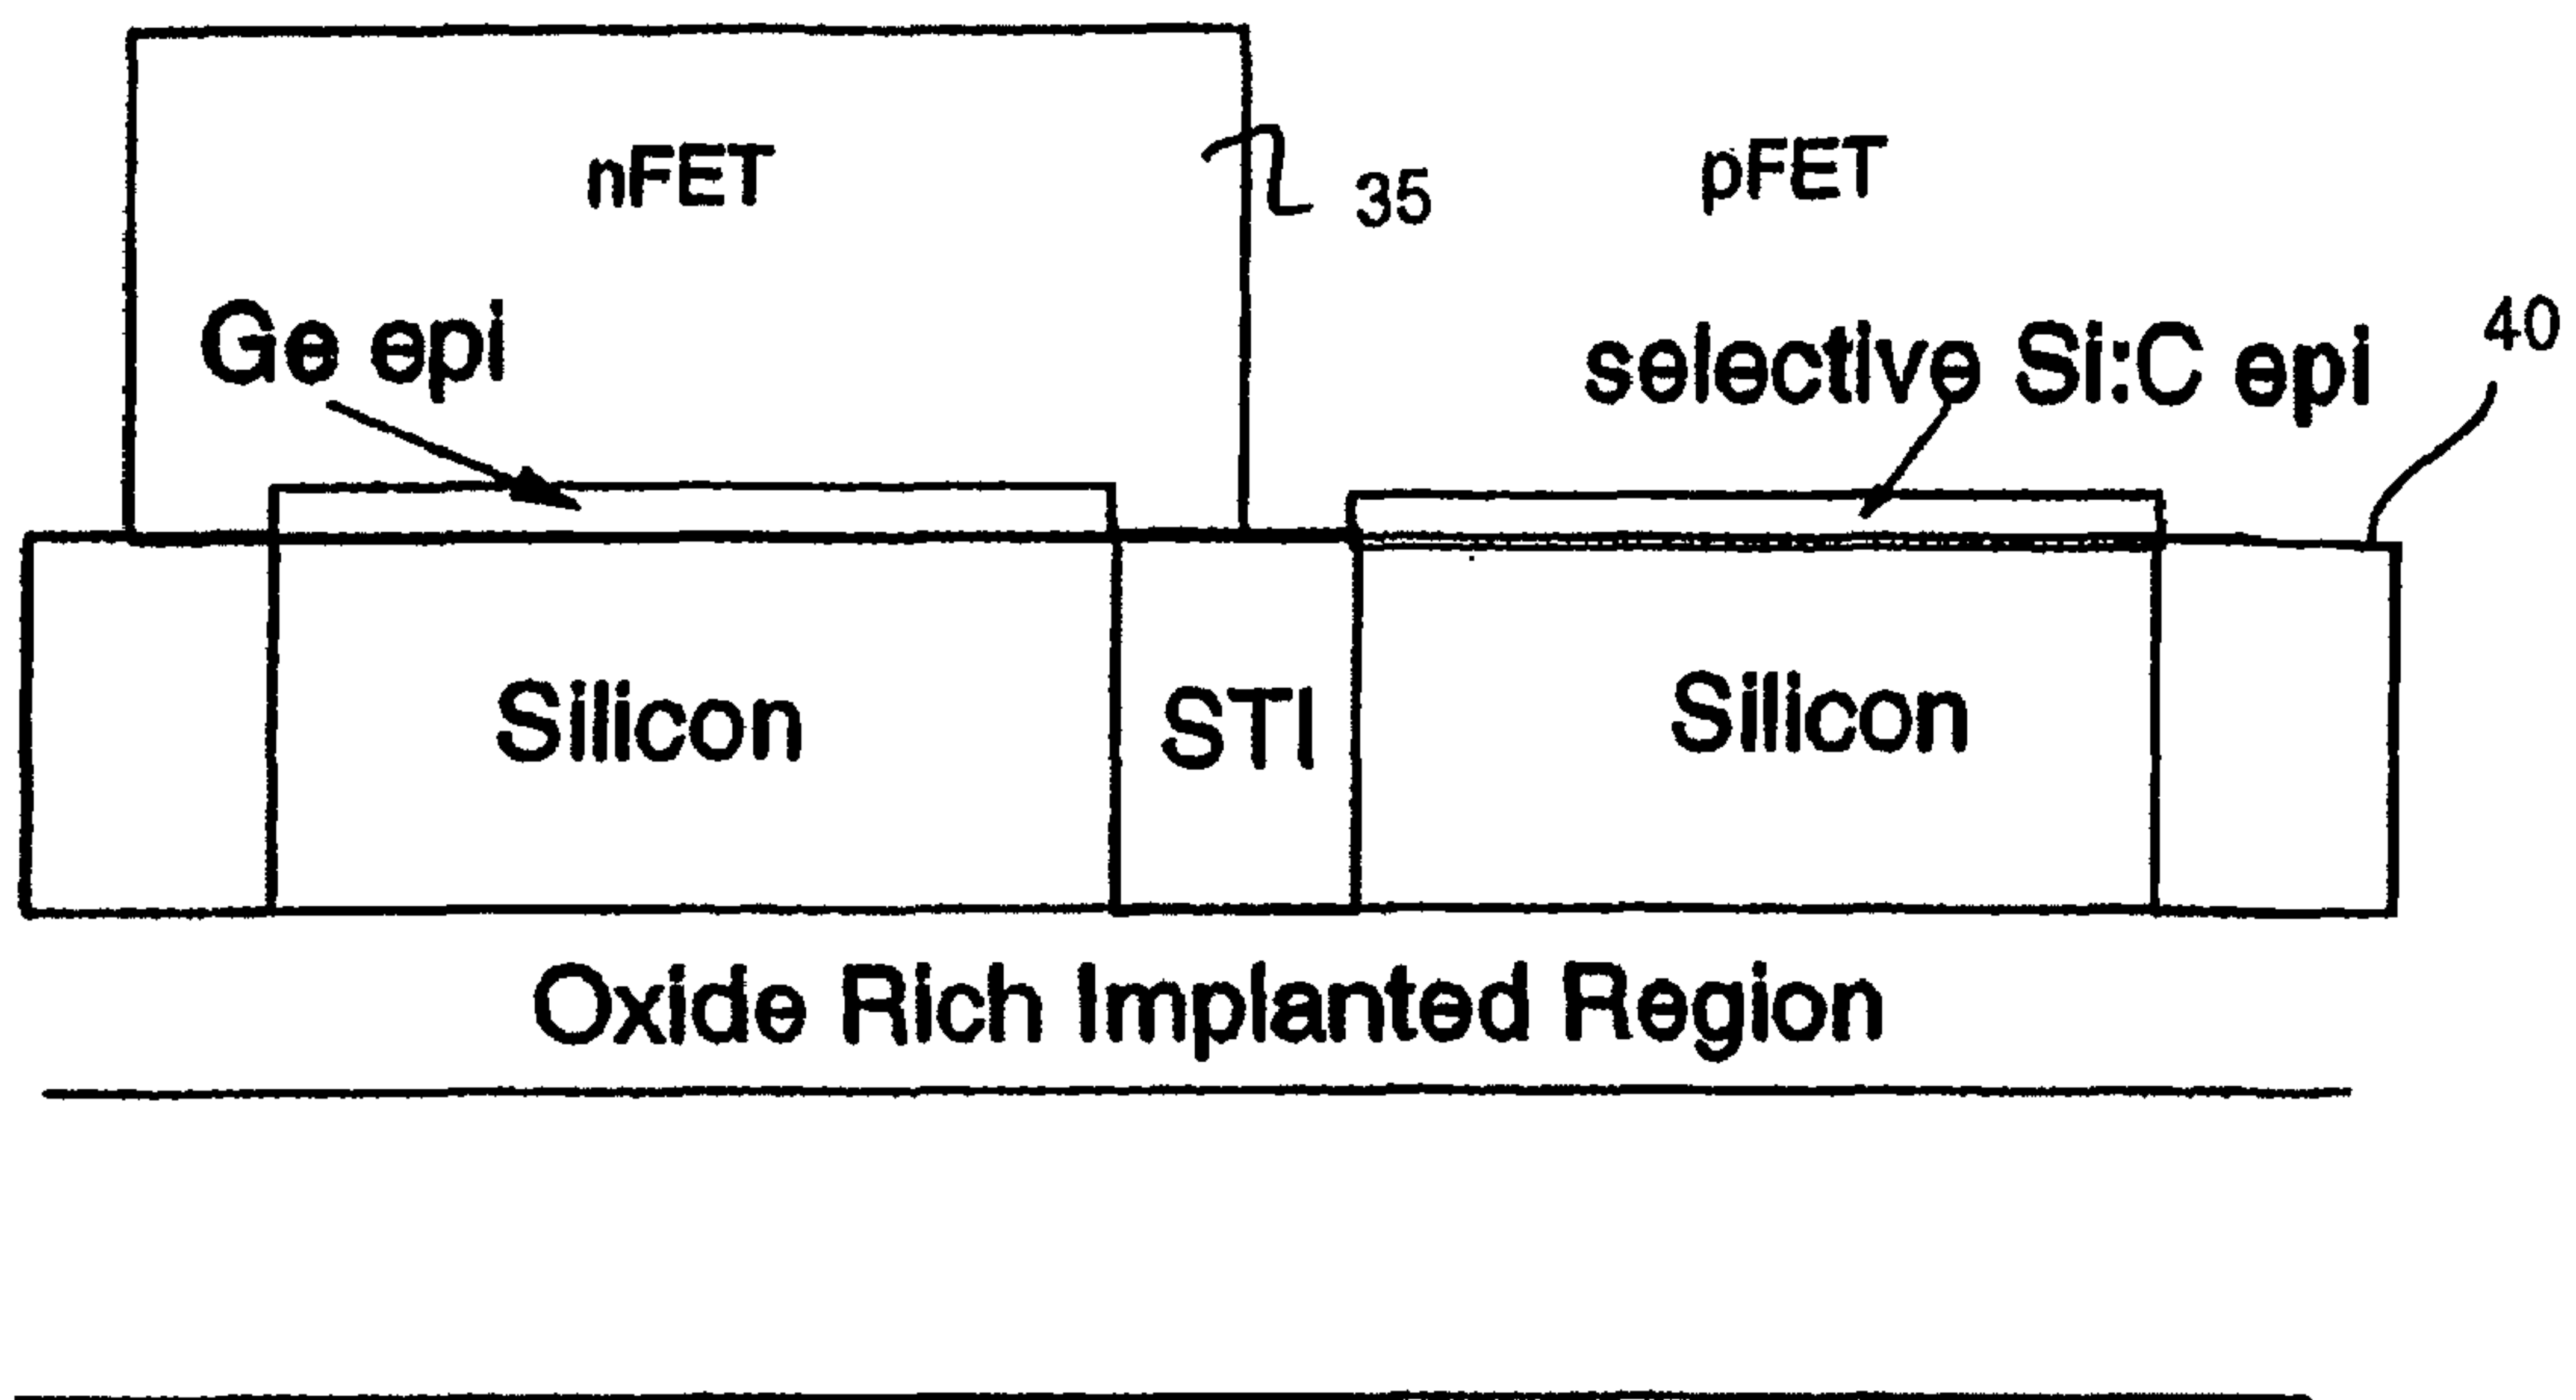 nFET
35
pFET
Ge epi
selective Si:C epi
40
Silicon
STI
Silicon
Oxide Rich Implanted Region